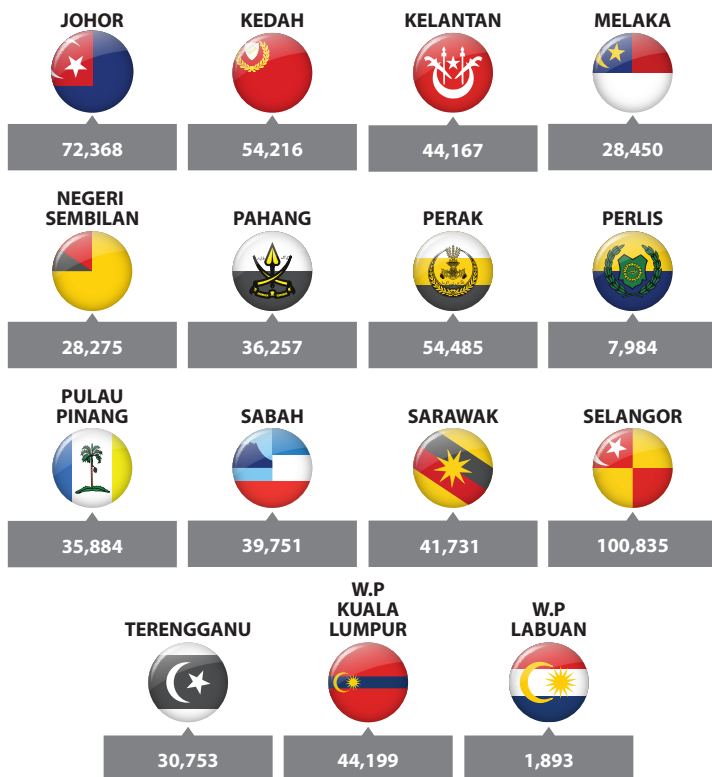 JOHOR
KEDAH
KELANTAN
MELAKA
72,368
54,216
44,167
28,450
NEGERI
SEMBILAN
PAHANG
PERAK
PERLIS
28,275
36,257
54,485
7,984
PULAU
PINANG
SABAH
SARAWAK
SELANGOR
35,884
39,751
41,731
100,835
TERENGGANU
W.P
KUALA
LUMPUR
W.P
LABUAN
30,753
44,199
1,893